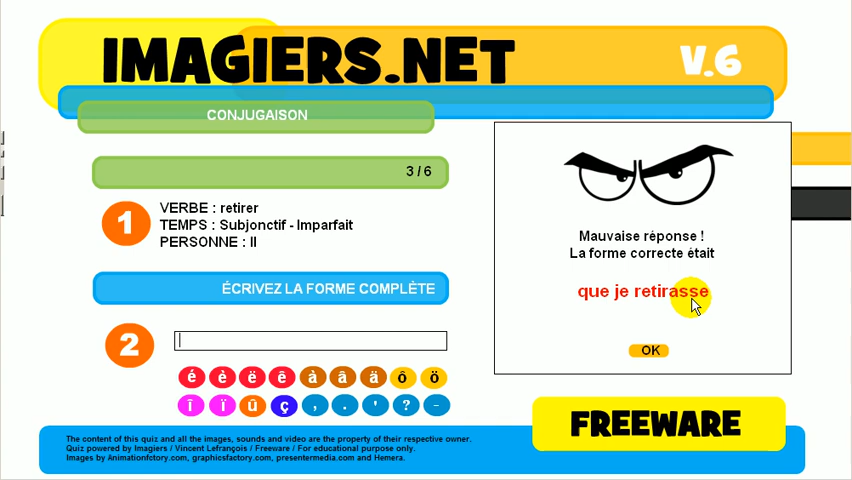 IMAGIERS.NET
V.6
CONJUGAISON
3 / 6
1
VERBE : retirer
TEMPS : Subjonctif - Imparfait
PERSONNE : Il
ÉCRIVEZ LA FORME COMPLÈTE
2
é è ë ê à â ä ô ö
î ï û ç , . ' ? -
Mauvaise réponse !
La forme correcte était
que je retirasse
OK
FREEWARE
The content of this quiz and all the images, sounds and video are the property of their respective owner.
Quiz powered by Imagiers / Vincent Lefrançois / Freeware / For educational purpose only.
Images by Animationfctory.com, graphicsfactory.com, presentermedia.com and Hemera.